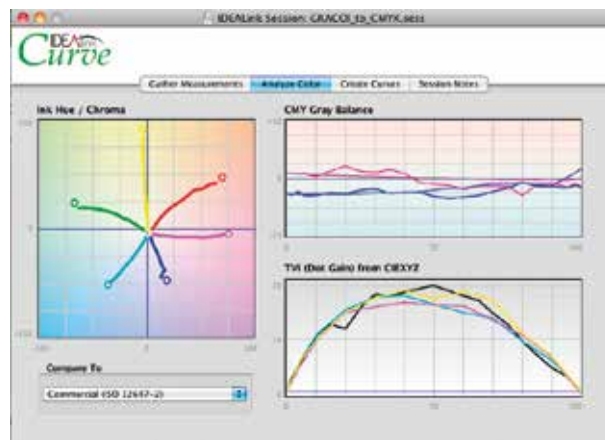 IDEALink Session: GRACOL_to_CMYK.sess
IDEALink
Curve
Gather Measurements
Analyze Color
Create Curves
Session Notes
Ink Hue / Chroma
CMY Gray Balance
TVI (Dot Gain) from CIEXYZ
Compare To
Commercial (ISO 12647-2)